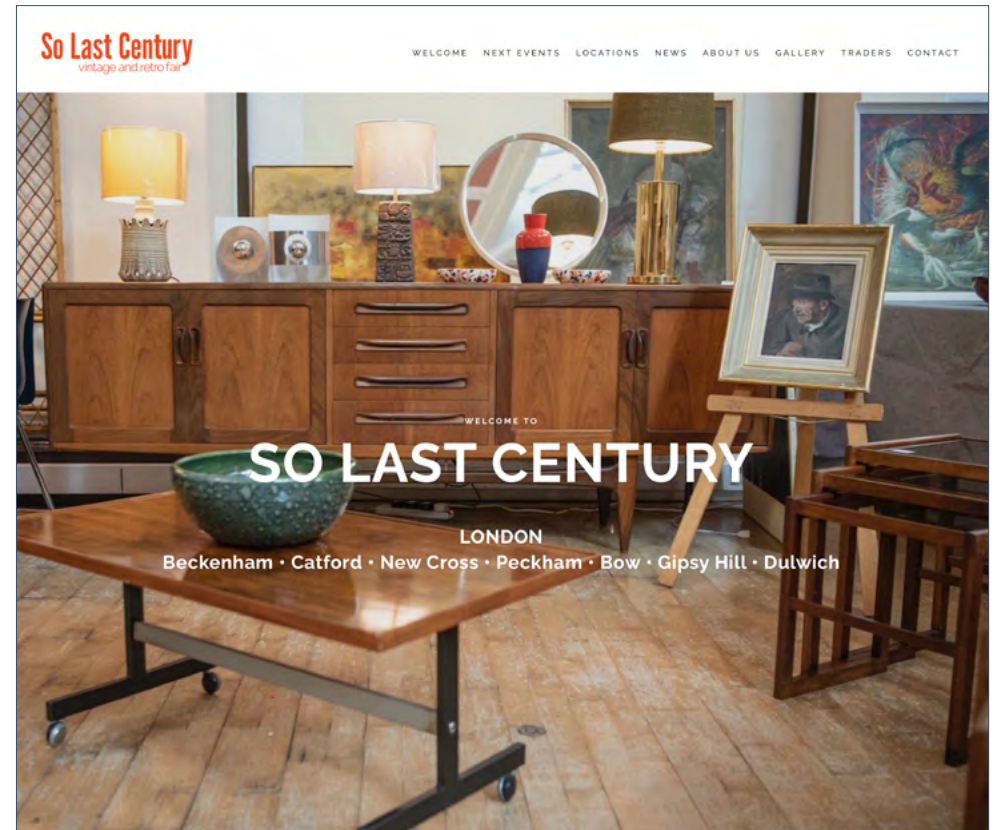 So Last Century
vintage and retro fair
WELCOME NEXT EVENTS LOCATIONS NEWS ABOUT US GALLERY TRADERS CONTACT
WELCOME TO
SO LAST CENTURY
LONDON
Beckenham • Catford • New Cross • Peckham • Bow • Gipsy Hill • Dulwich